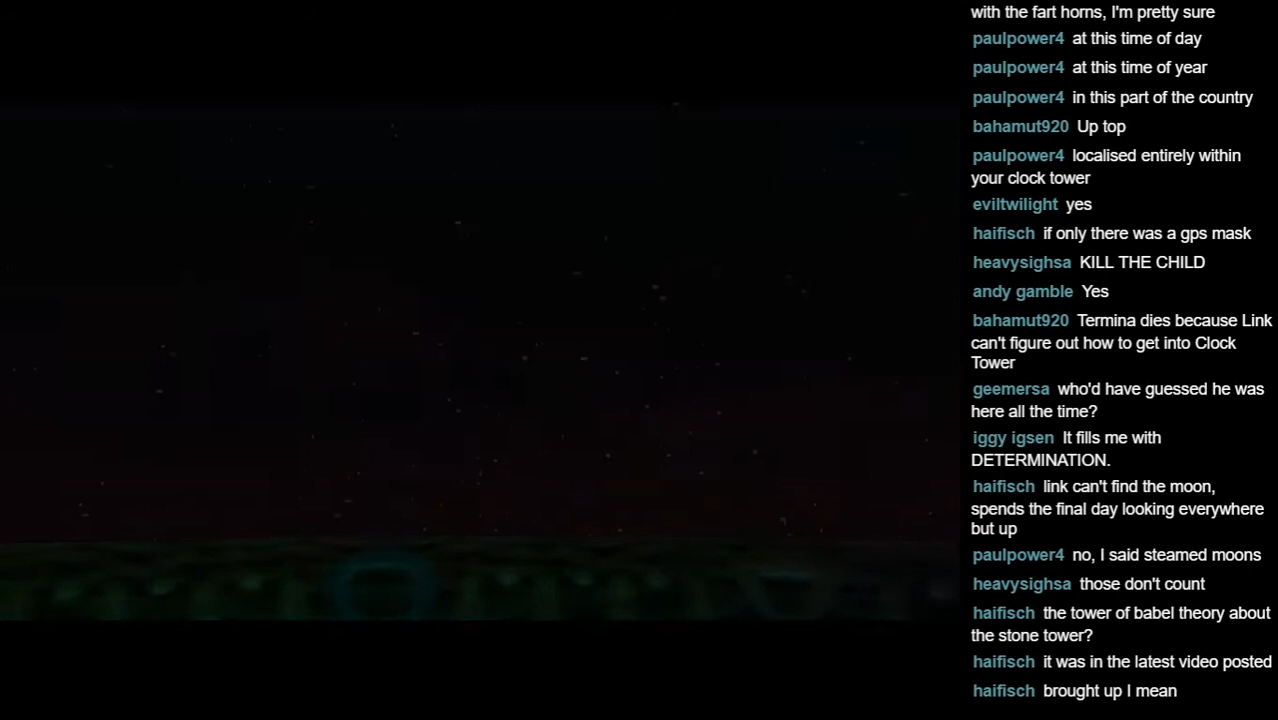 with the fart horns, I'm pretty sure
paulpower4 at this time of day
paulpower4 at this time of year
paulpower4 in this part of the country
bahamut920 Up top
paulpower4 localised entirely within
your clock tower
eviltwilight yes
haifisch if only there was a gps mask
heavysighsa KILL THE CHILD
andy gamble Yes
bahamut920 Termina dies because Link
can't figure out how to get into Clock
Tower
geemersa who'd have guessed he was
here all the time?
iggy igsen It fills me with
DETERMINATION.
haifisch link can't find the moon,
spends the final day looking everywhere
but up
paulpower4 no, I said steamed moons
heavysighsa those don't count
haifisch the tower of babel theory about
the stone tower?
haifisch it was in the latest video posted
haifisch brought up I mean